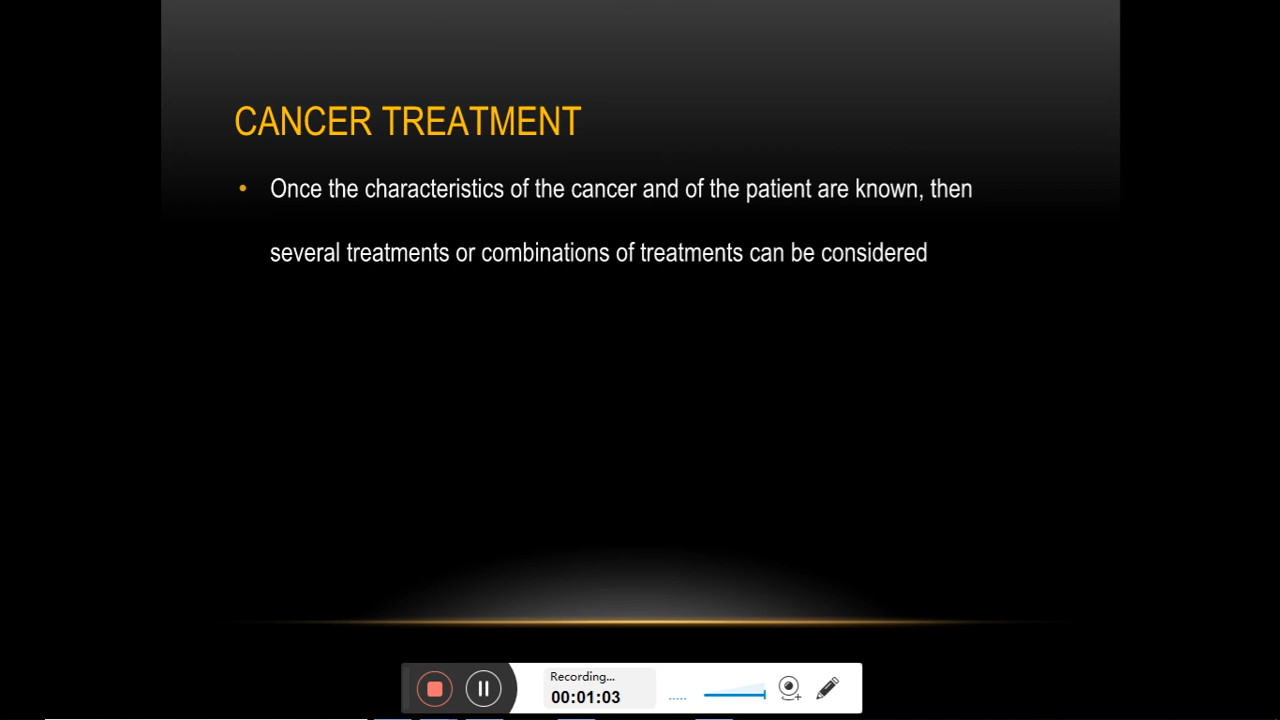 CANCER TREATMENT
• Once the characteristics of the cancer and of the patient are known, then
several treatments or combinations of treatments can be considered
Recording...
00:01:03